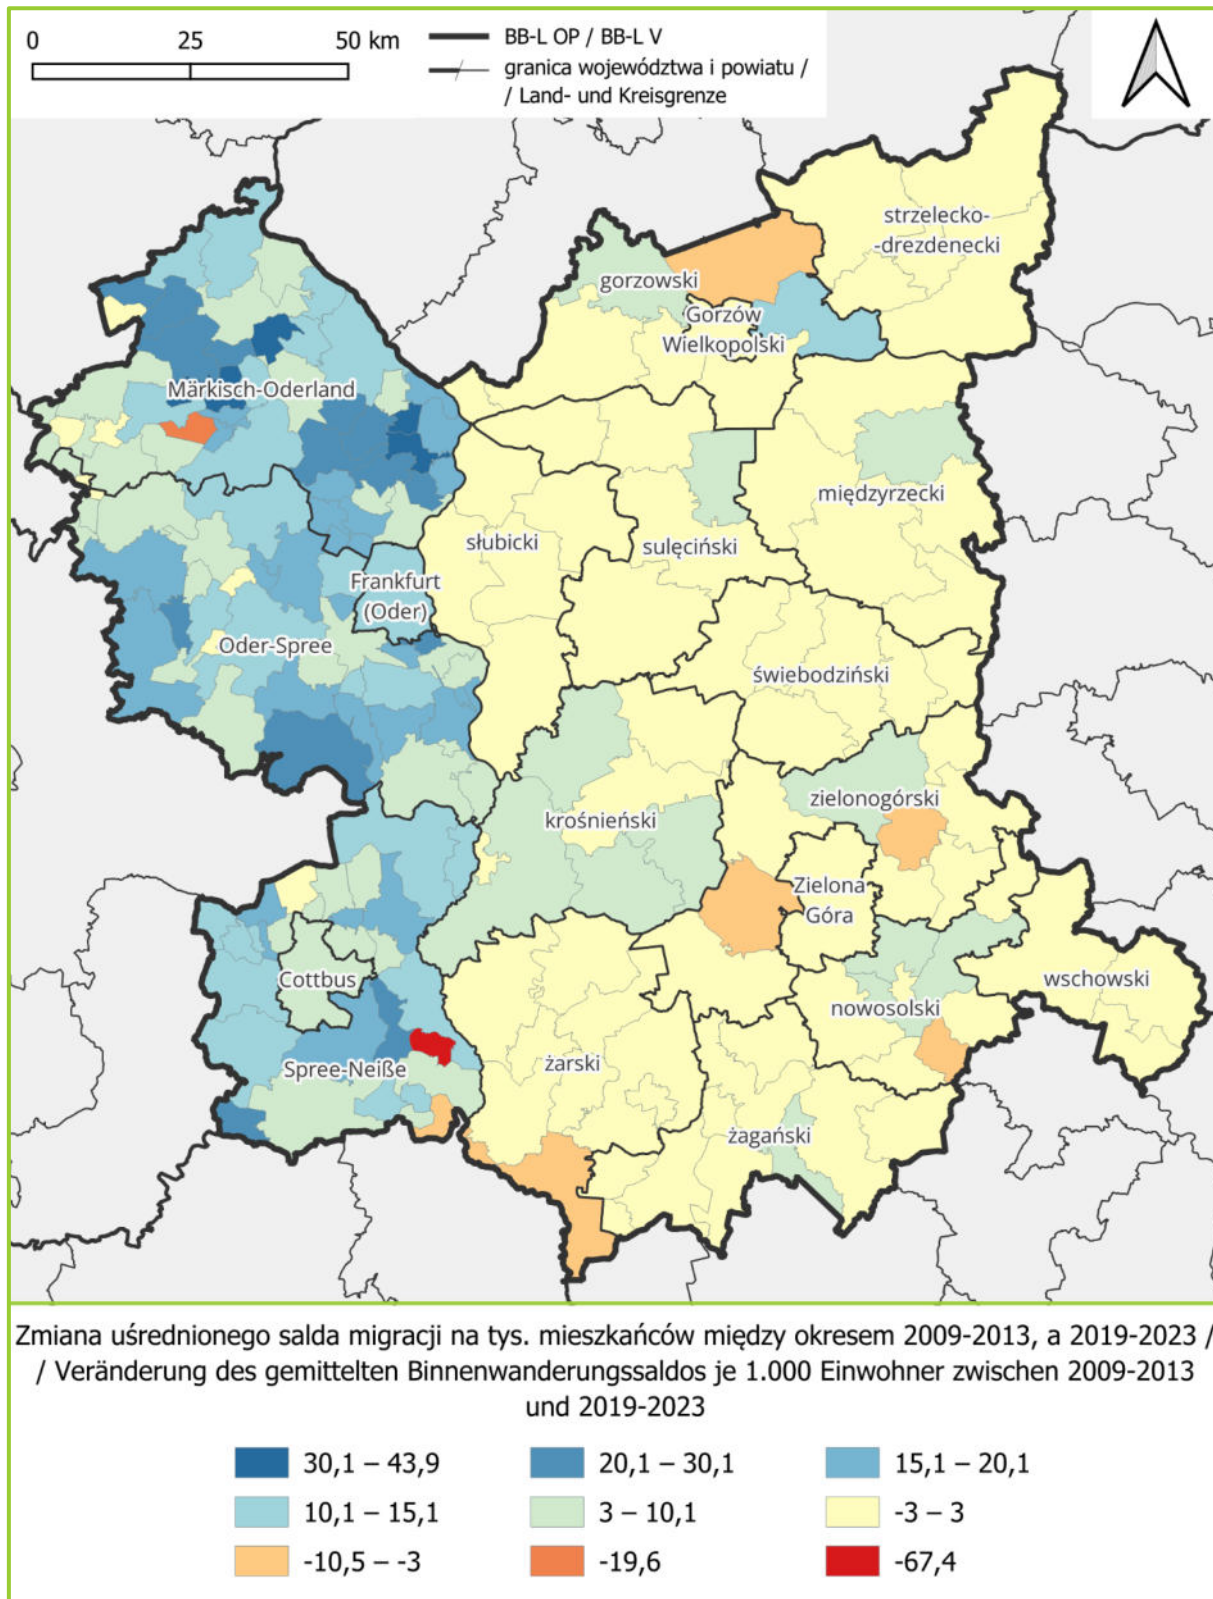 0 25 50 km
BB-L OP / BB-L V
granica województwa i powiatu /
/ Land- und Kreisgrenze
strzelecko-
-drezdenecki
gorzowski
Gorzów
Wielkopolski
Märkisch-Oderland
międzyrzecki
słubicki
sulęciński
Frankfurt
(Oder)
Oder-Spree
świebodziński
zielonogórski
krośnieński
Zielona
Góra
Cottbus
wschowski
nowosolski
Spree-Neiße
żarski
żagański
Zmiana uśrednionego salda migracji na tys. mieszkańców między okresem 2009-2013, a 2019-2023 /
/ Veränderung des gemittelten Binnenwanderungssaldos je 1.000 Einwohner zwischen 2009-2013
und 2019-2023
30,1 – 43,9 20,1 – 30,1 15,1 – 20,1
10,1 – 15,1 3 – 10,1 -3 – 3
-10,5 – -3 -19,6 -67,4